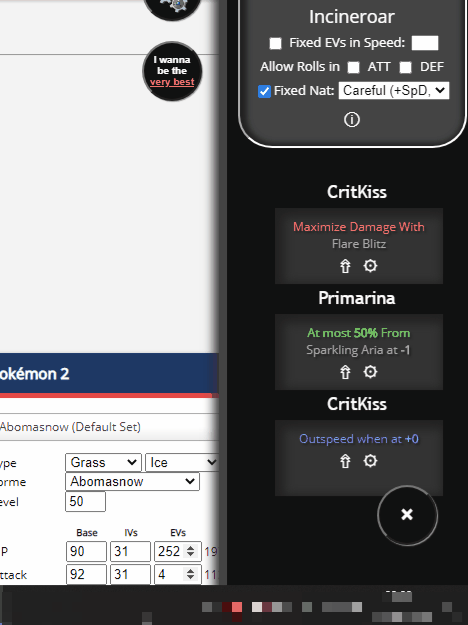 I wanna
be the
very best
okémon 2
Abomasnow (Default Set)
ype Grass Ice
orme Abomasnow
evel 50
Base IVs EVs
P 90 31 252 19
ttack 92 31 4 11
Incineroar
Fixed EVs in Speed:
Allow Rolls in ATT DEF
Fixed Nat: Careful (+SpD,
CritKiss
Maximize Damage With
Flare Blitz
Primarina
At most 50% From
Sparkling Aria at -1
CritKiss
Outspeed when at +0